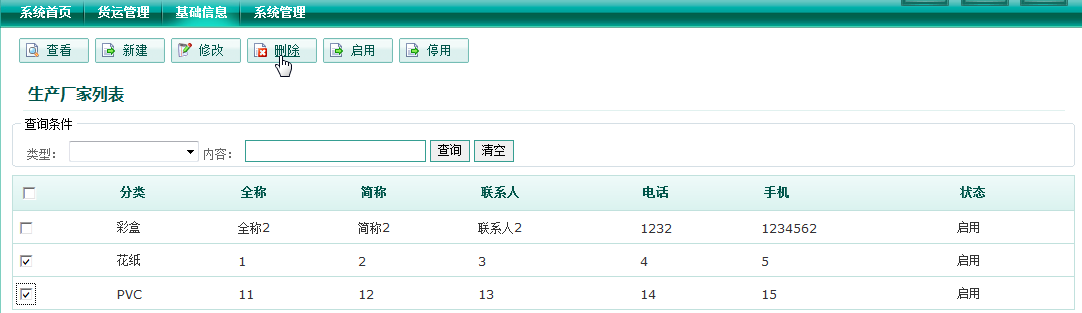 系统首页 货运管理 基础信息 系统管理
查看 新建 修改 删除 启用 停用
生产厂家列表
查询条件
类型： 内容： 查询 清空
分类 全称 简称 联系人 电话 手机 状态
彩盒 全称2 简称2 联系人2 1232 1234562 启用
花纸 1 2 3 4 5 启用
PVC 11 12 13 14 15 启用